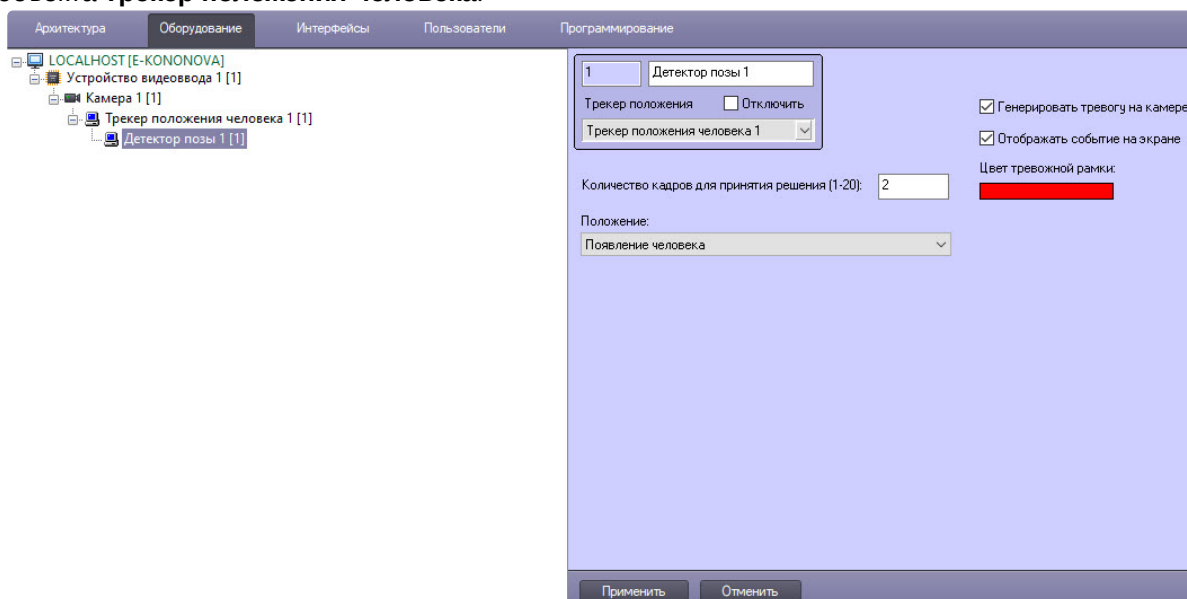 Трекер положения человека.
Архитектура Оборудование Интерфейсы Пользователи Программирование
LOCALHOST [E-KONONOVA]
Устройство видеоввода 1 [1]
Камера 1 [1]
Трекер положения человека 1 [1]
Детектор позы 1 [1]
1 Детектор позы 1
Трекер положения Отключить
Трекер положения человека 1
Количество кадров для принятия решения (1-20): 2
Положение:
Появление человека
Генерировать тревогу на камере
Отображать событие на экране
Цвет тревожной рамки:
Применить Отменить